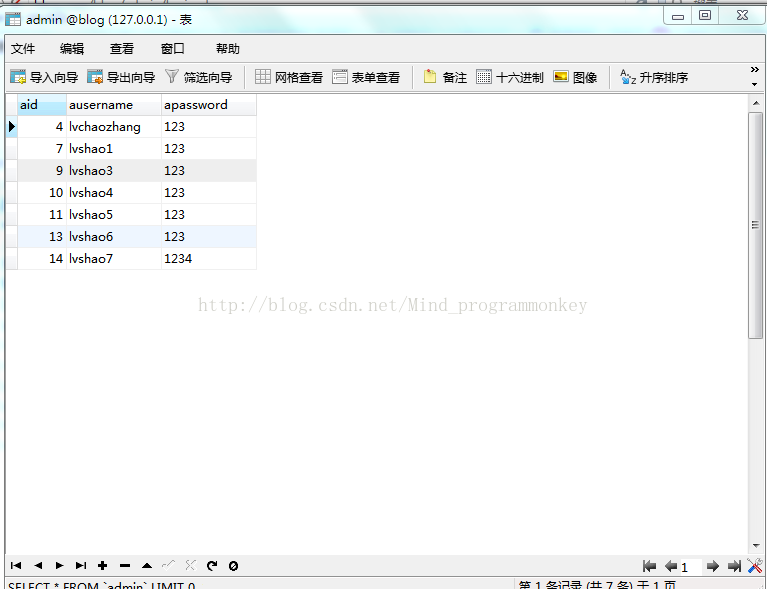 admin @blog (127.0.0.1) - 表
文件 编辑 查看 窗口 帮助
导入向导 导出向导 筛选向导 网格查看 表单查看 备注 十六进制 图像 升序排序
aid ausername apassword
4 lvchaozhang 123
7 lvshao1 123
9 lvshao3 123
10 lvshao4 123
11 lvshao5 123
13 lvshao6 123
14 lvshao7 1234
http://blog.csdn.net/Mind_programmonkey
1
SELECT * FROM `admin` LIMIT 0 第 1 条记录 (共 7 条) 于 1 页